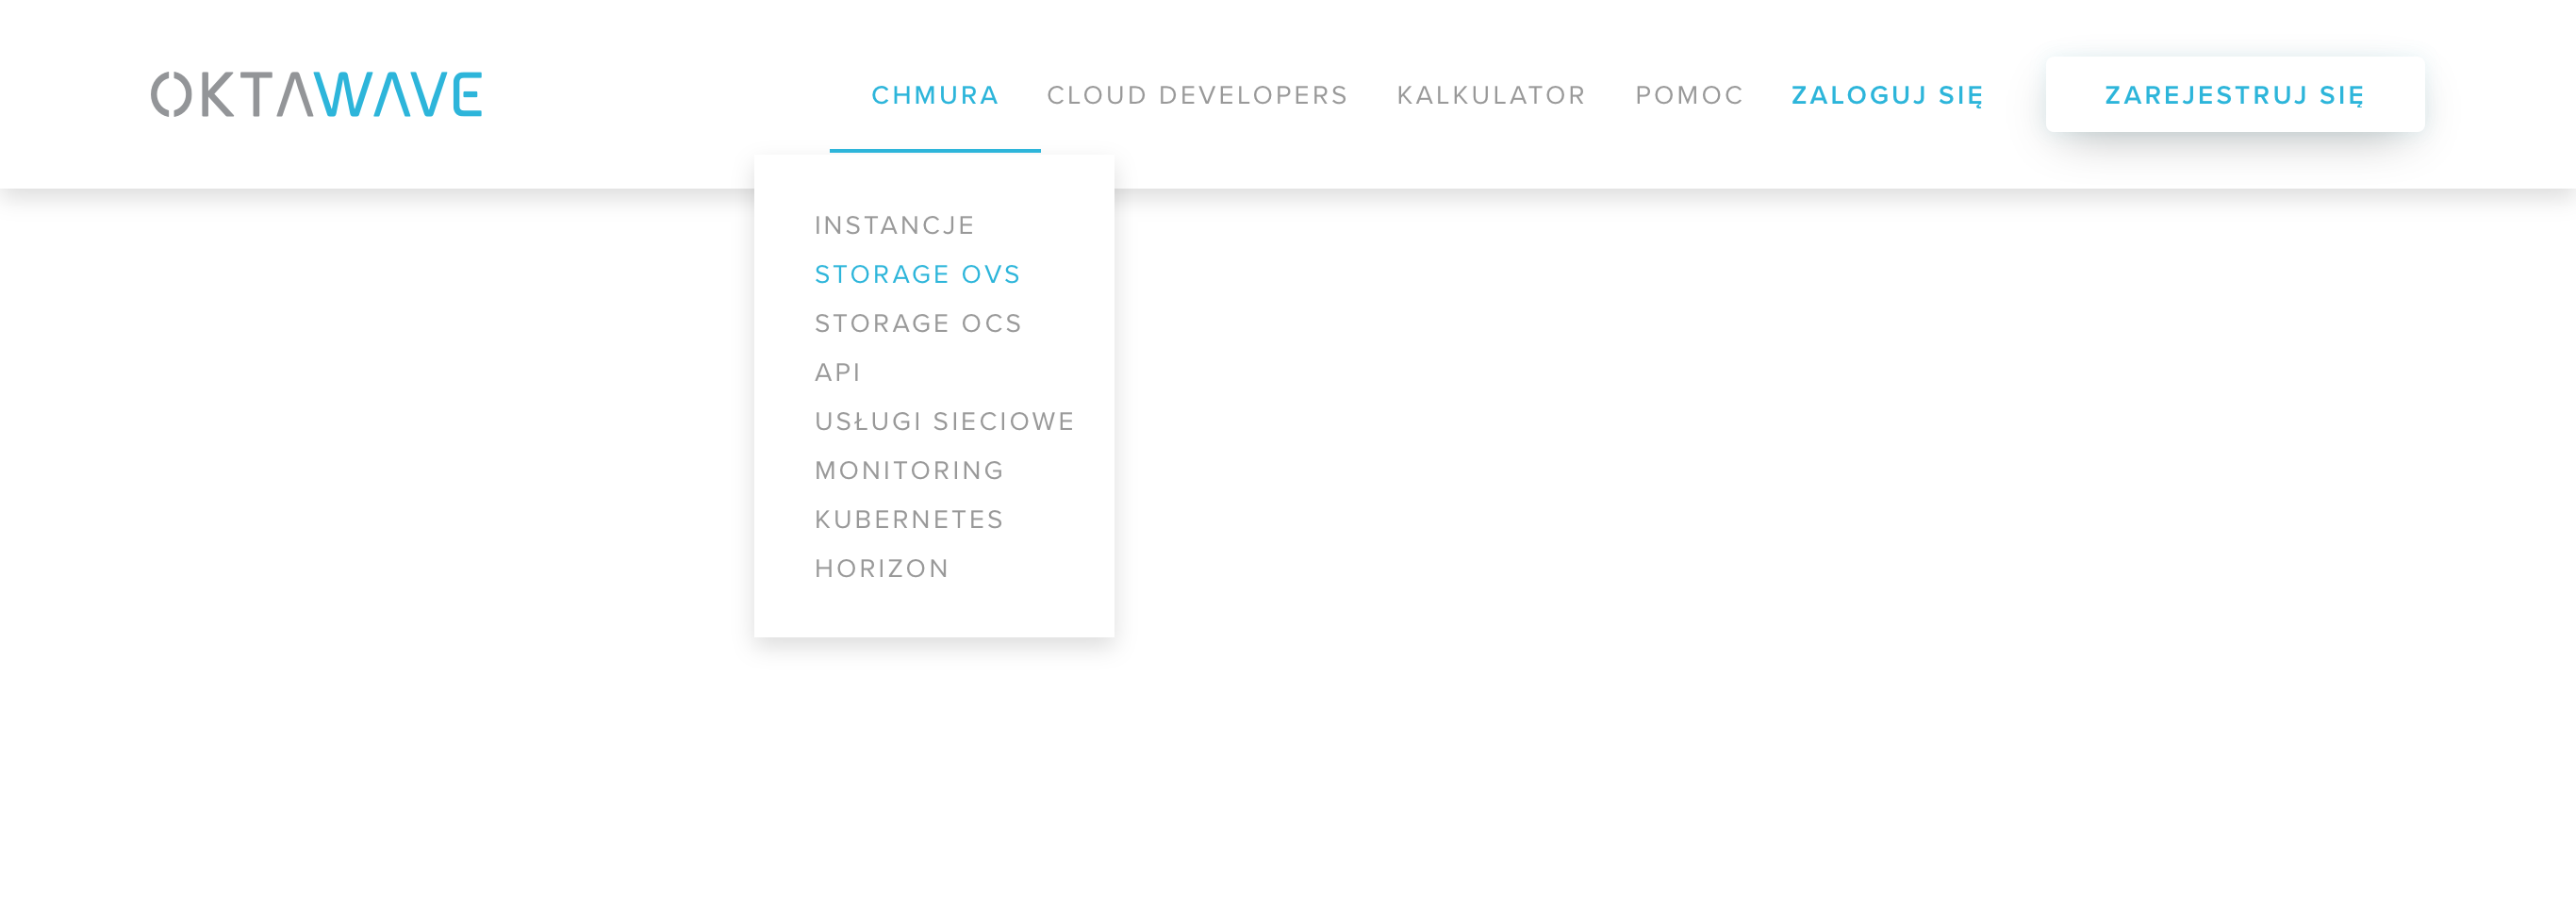 OKTAWAVE CHMURA CLOUD DEVELOPERS KALKULATOR POMOC ZALOGUJ SIĘ ZAREJESTRUJ SIĘ
INSTANCJE
STORAGE OVS
STORAGE OCS
API
USŁUGI SIECIOWE
MONITORING
KUBERNETES
HORIZON